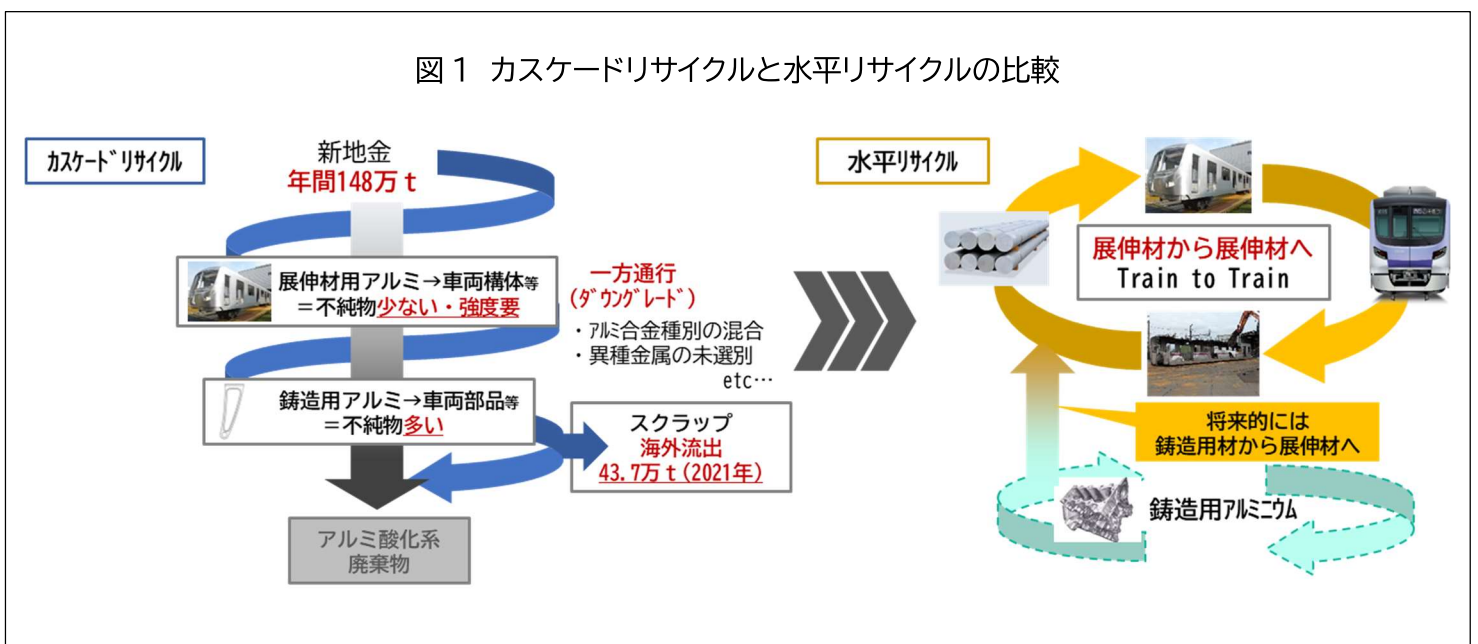 図1 カスケードリサイクルと水平リサイクルの比較
ｶｽｹｰﾄﾞﾘｻｲｸﾙ
新地金
年間148万ｔ
展伸材用アルミ→車両構体等
＝不純物少ない・強度要
一方通行
（ﾀﾞｳﾝｸﾞﾚｰﾄﾞ）
・ｱﾙﾐ合金種別の混合
・異種金属の未選別
etc…
鋳造用アルミ→車両部品等
＝不純物多い
スクラップ
海外流出
43.7万ｔ(2021年)
アルミ酸化系
廃棄物
水平ﾘｻｲｸﾙ
展伸材から展伸材へ
Train to Train
将来的には
鋳造用材から展伸材へ
鋳造用ｱﾙﾐﾆｳﾑ